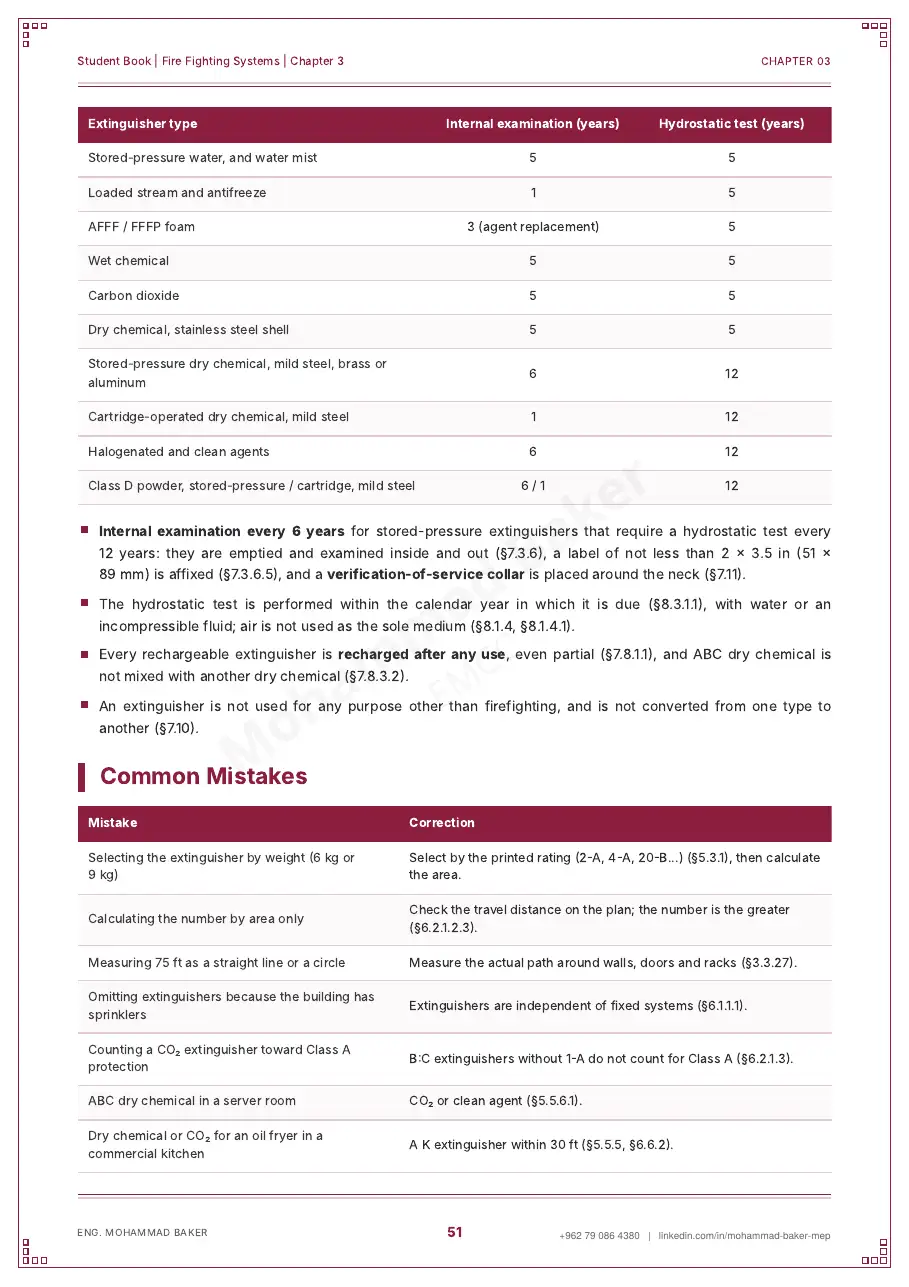 Student Book | Fire Fighting Systems | Chapter 3
CHAPTER 03
Extinguisher type Internal examination (years) Hydrostatic test (years)
Stored-pressure water, and water mist 5 5
Loaded stream and antifreeze 1 5
AFFF / FFFP foam 3 (agent replacement) 5
Wet chemical 5 5
Carbon dioxide 5 5
Dry chemical, stainless steel shell 5 5
Stored-pressure dry chemical, mild steel, brass or
aluminum 6 12
Cartridge-operated dry chemical, mild steel 1 12
Halogenated and clean agents 6 12
Class D powder, stored-pressure / cartridge, mild steel 6 / 1 12
Internal examination every 6 years for stored-pressure extinguishers that require a hydrostatic test every
12 years: they are emptied and examined inside and out (§7.3.6), a label of not less than 2 × 3.5 in (51 ×
89 mm) is affixed (§7.3.6.5), and a verification-of-service collar is placed around the neck (§7.11).
The hydrostatic test is performed within the calendar year in which it is due (§8.3.1.1), with water or an
incompressible fluid; air is not used as the sole medium (§8.1.4, §8.1.4.1).
Every rechargeable extinguisher is recharged after any use, even partial (§7.8.1.1), and ABC dry chemical is
not mixed with another dry chemical (§7.8.3.2).
An extinguisher is not used for any purpose other than firefighting, and is not converted from one type to
another (§7.10).
Common Mistakes
Mistake Correction
Selecting the extinguisher by weight (6 kg or
9 kg)
Select by the printed rating (2-A, 4-A, 20-B...) (§5.3.1), then calculate
the area.
Calculating the number by area only
Check the travel distance on the plan; the number is the greater
(§6.2.1.2.3).
Measuring 75 ft as a straight line or a circle
Measure the actual path around walls, doors and racks (§3.3.27).
Omitting extinguishers because the building has
sprinklers
Extinguishers are independent of fixed systems (§6.1.1.1).
Counting a CO₂ extinguisher toward Class A
protection
B:C extinguishers without 1-A do not count for Class A (§6.2.1.3).
ABC dry chemical in a server room
CO₂ or clean agent (§5.5.6.1).
Dry chemical or CO₂ for an oil fryer in a
commercial kitchen
A K extinguisher within 30 ft (§5.5.5, §6.6.2).
ENG. MOHAMMAD BAKER
51
+962 79 086 4380 | linkedin.com/in/mohammad-baker-mep